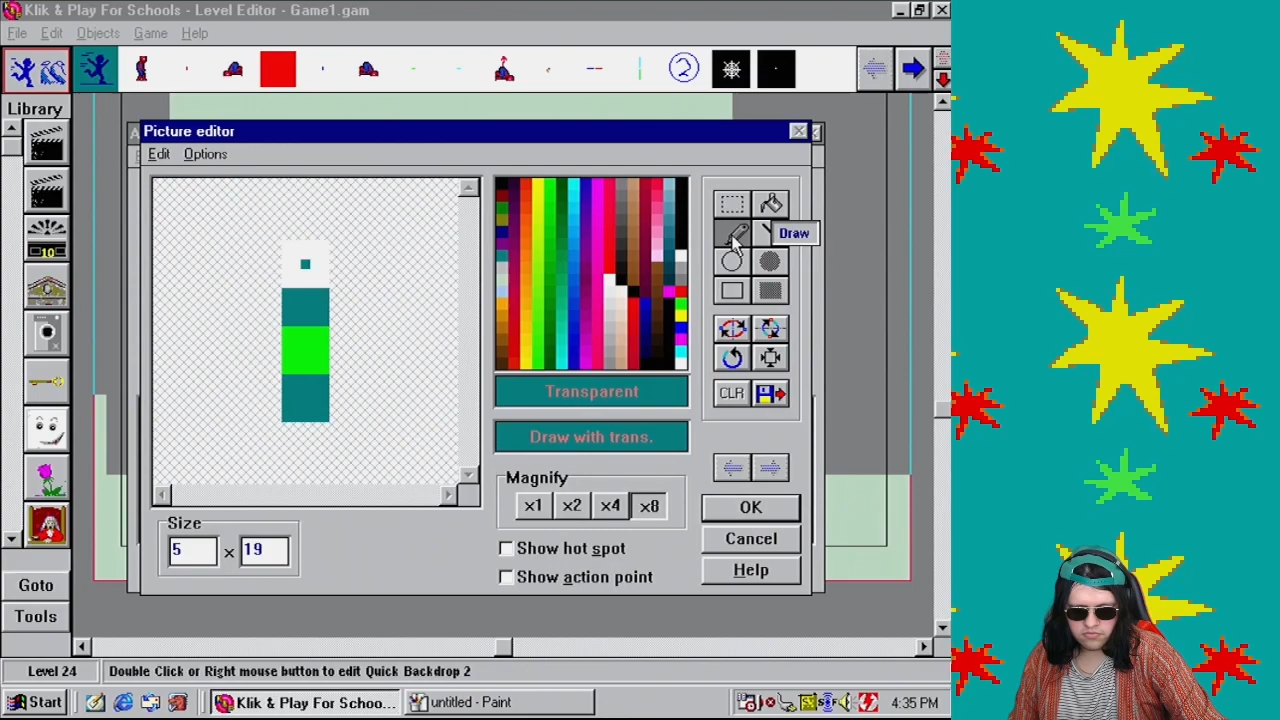 Klik & Play For Schools - Level Editor - Game1.gam
File Edit Objects Game Help
Library
10
Goto
Tools
Picture editor
Edit Options
Draw
Transparent
Draw with trans.
Magnify
x1 x2 x4 x8
Show hot spot
Show action point
Size
5 × 19
CLR
OK
Cancel
Help
Level 24
Double Click or Right mouse button to edit Quick Backdrop 2
Start
Klik & Play For Schoo...
untitled - Paint
4:35 PM